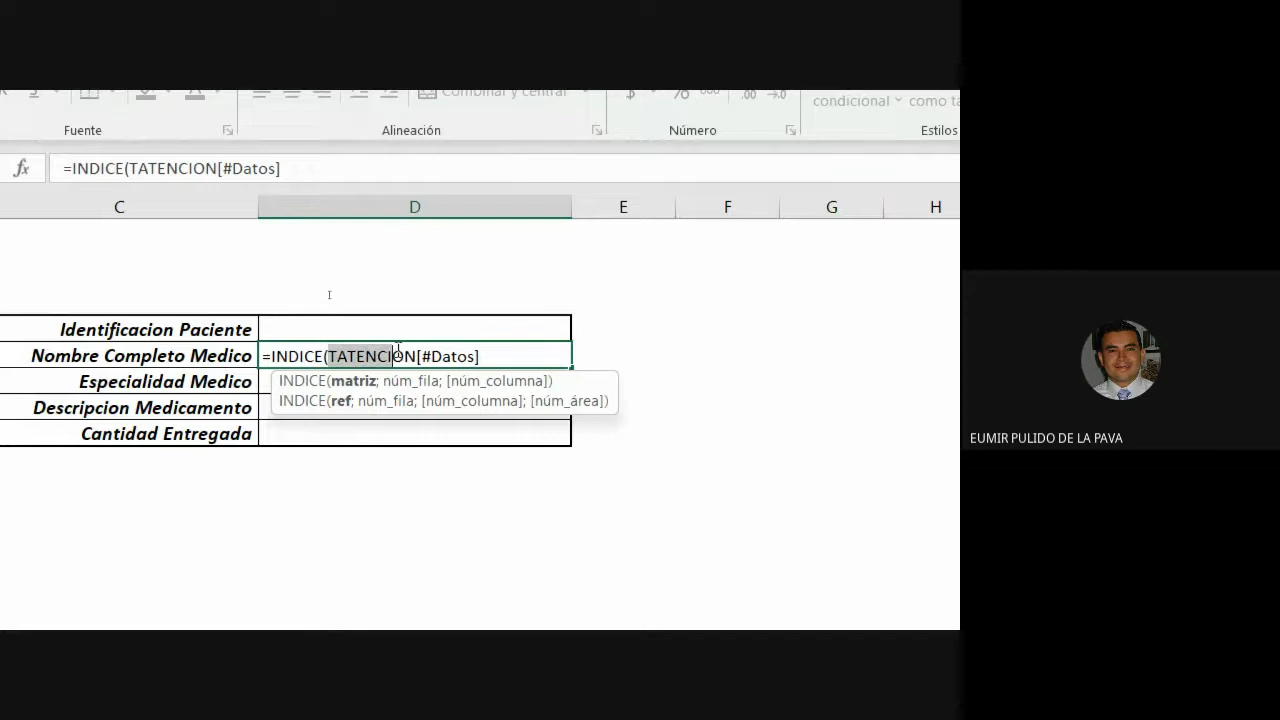 Combinar y central
$ % 000
condicional como ta
Fuente
Alineación
Número
Estilos
fx =INDICE(TATENCION[#Datos]
C D E F G H
Identificacion Paciente
Nombre Completo Medico =INDICE(TATENCION[#Datos]
Especialidad Medico
INDICE(matriz; núm_fila; [núm_columna])
INDICE(ref; núm_fila; [núm_columna]; [núm_área])
Descripcion Medicamento
Cantidad Entregada
EUMIR PULIDO DE LA PAVA